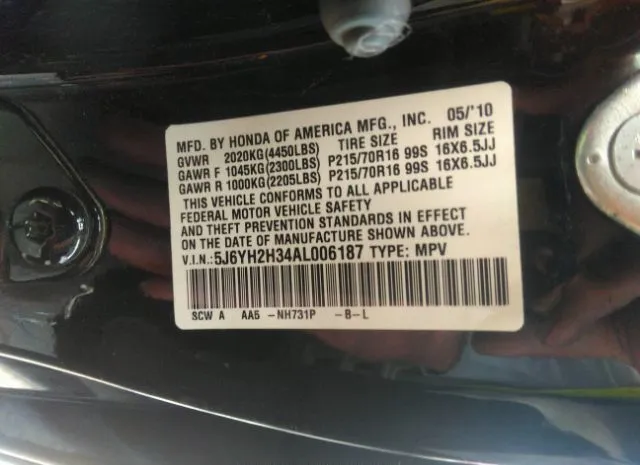 MFD. BY HONDA OF AMERICA MFG., INC. 05/'10
GVWR 2020KG(4450LBS) TIRE SIZE RIM SIZE
GAWR F 1045KG(2300LBS) P215/70R16 99S 16X6.5JJ
GAWR R 1000KG(2205LBS) P215/70R16 99S 16X6.5JJ
THIS VEHICLE CONFORMS TO ALL APPLICABLE
FEDERAL MOTOR VEHICLE SAFETY
AND THEFT PREVENTION STANDARDS IN EFFECT
ON THE DATE OF MANUFACTURE SHOWN ABOVE.
V.I.N.:5J6YH2H34AL006187 TYPE: MPV
SCW A AA5 -NH731P -B-L